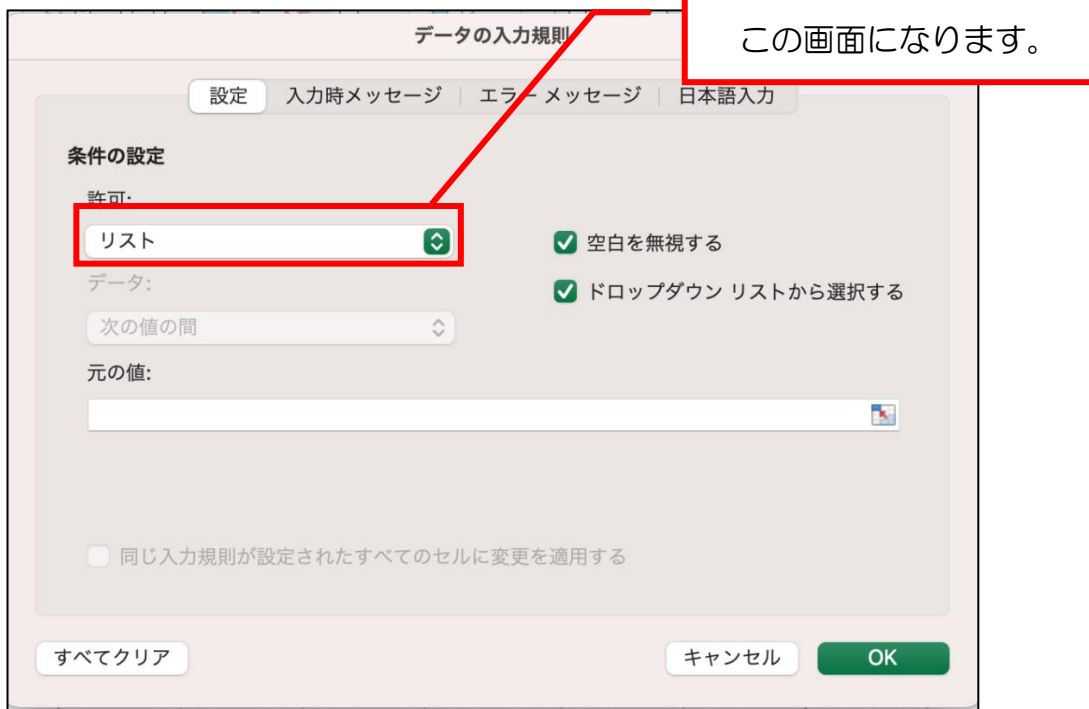 データの入力規則
この画面になります。
設定 入力時メッセージ エラー メッセージ 日本語入力
条件の設定
許可:
リスト
空白を無視する
データ:
ドロップダウン リストから選択する
次の値の間
元の値:
同じ入力規則が設定されたすべてのセルに変更を適用する
すべてクリア キャンセル OK